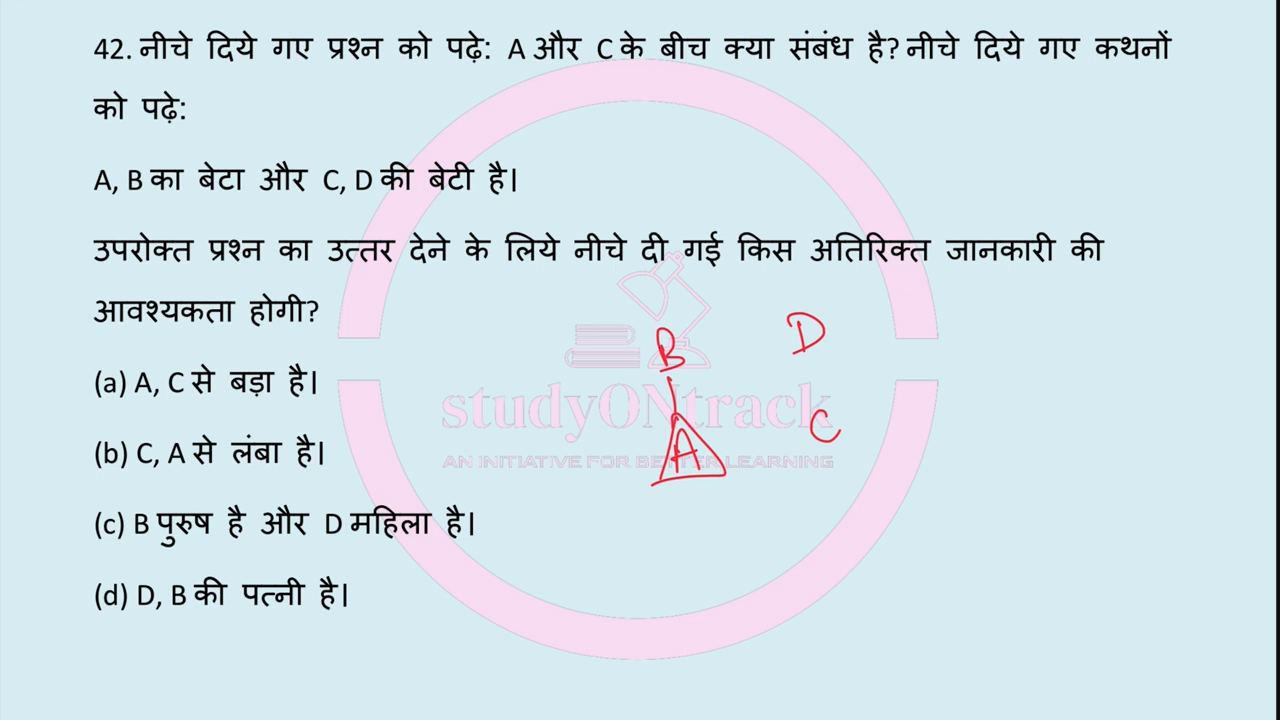 42. नीचे दिये गए प्रश्न को पढ़े: A और C के बीच क्या संबंध है? नीचे दिये गए कथनों
को पढ़े:
A, B का बेटा और C, D की बेटी है।
उपरोक्त प्रश्न का उत्तर देने के लिये नीचे दी गई किस अतिरिक्त जानकारी की
आवश्यकता होगी?
(a) A, C से बड़ा है।
(b) C, A से लंबा है।
(c) B पुरुष है और D महिला है।
(d) D, B की पत्नी है।
B D
A C
studyONtrack
AN INITIATIVE FOR BETTER LEARNING